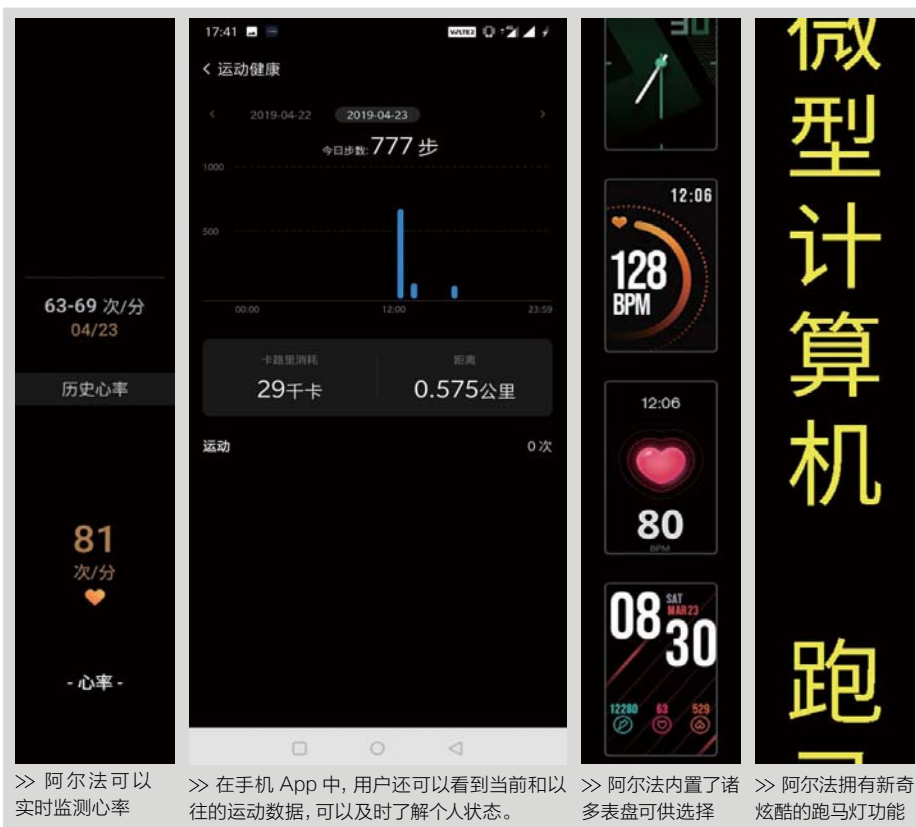 63-69 次/分
04/23
历史心率
81
次/分
- 心率 -
>> 阿尔法可以
实时监测心率
17:41
运动健康
2019-04-22 2019-04-23
今日步数: 777 步
1000
500
00:00 12:00 23:59
卡路里消耗 距离
29千卡 0.575公里
运动 0 次
>> 在手机 App 中, 用户还可以看到当前和以
往的运动数据, 可以及时了解个人状态。
12:06
128
BPM
12:06
80
BPM
08 SAT
MAR 23
30
12280 63 529
>> 阿尔法内置了诸
多表盘可供选择
微
型
计
算
机
跑
>> 阿尔法拥有新奇
炫酷的跑马灯功能